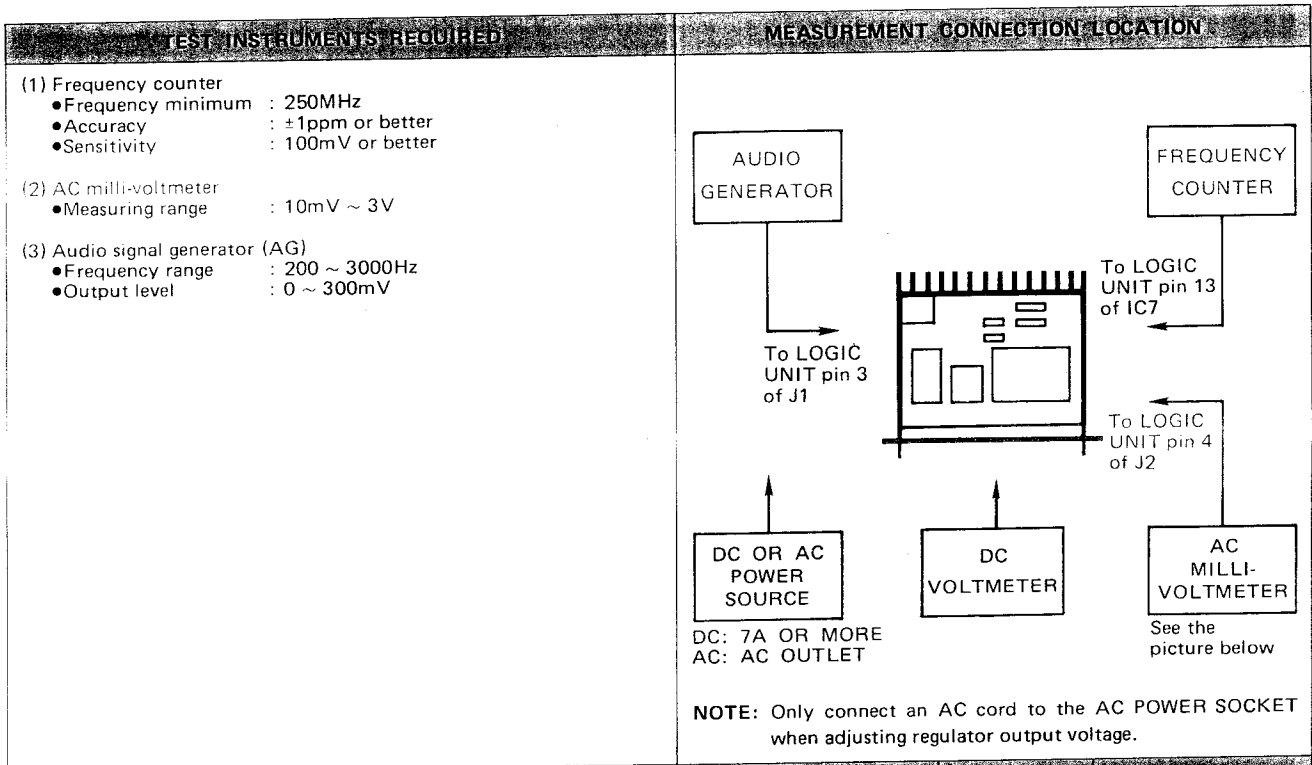 TEST INSTRUMENTS REQUIRED
(1) Frequency counter
●Frequency minimum : 250MHz
●Accuracy : ±1ppm or better
●Sensitivity : 100mV or better
(2) AC milli-voltmeter
●Measuring range : 10mV ~ 3V
(3) Audio signal generator (AG)
●Frequency range : 200 ~ 3000Hz
●Output level : 0 ~ 300mV
MEASUREMENT CONNECTION LOCATION
AUDIO
GENERATOR
FREQUENCY
COUNTER
To LOGIC
UNIT pin 3
of J1
To LOGIC
UNIT pin 13
of IC7
To LOGIC
UNIT pin 4
of J2
DC OR AC
POWER
SOURCE
DC: 7A OR MORE
AC: AC OUTLET
DC
VOLTMETER
AC
MILLI-
VOLTMETER
See the
picture below
NOTE: Only connect an AC cord to the AC POWER SOCKET
when adjusting regulator output voltage.